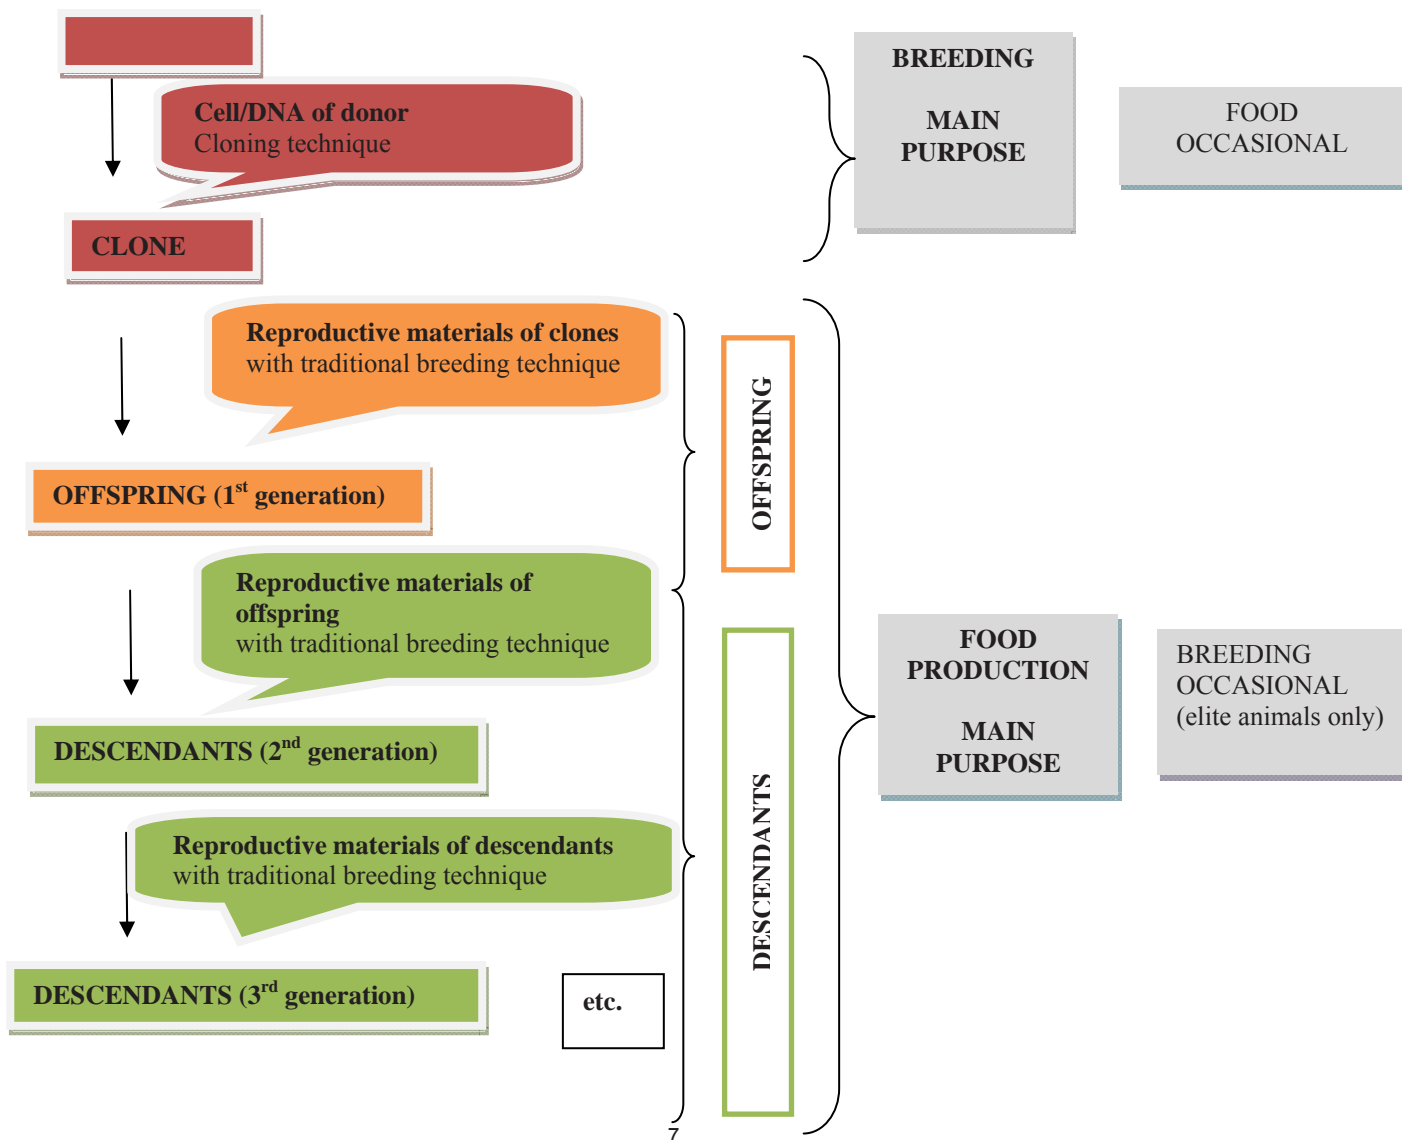 Cell/DNA of donor
Cloning technique
CLONE
BREEDING
MAIN
PURPOSE
FOOD
OCCASIONAL
Reproductive materials of clones
with traditional breeding technique
OFFSPRING (1st generation)
OFFSPRING
Reproductive materials of
offspring
with traditional breeding technique
DESCENDANTS (2nd generation)
Reproductive materials of descendants
with traditional breeding technique
DESCENDANTS (3rd generation)
etc.
DESCENDANTS
FOOD
PRODUCTION
MAIN
PURPOSE
BREEDING
OCCASIONAL
(elite animals only)
7